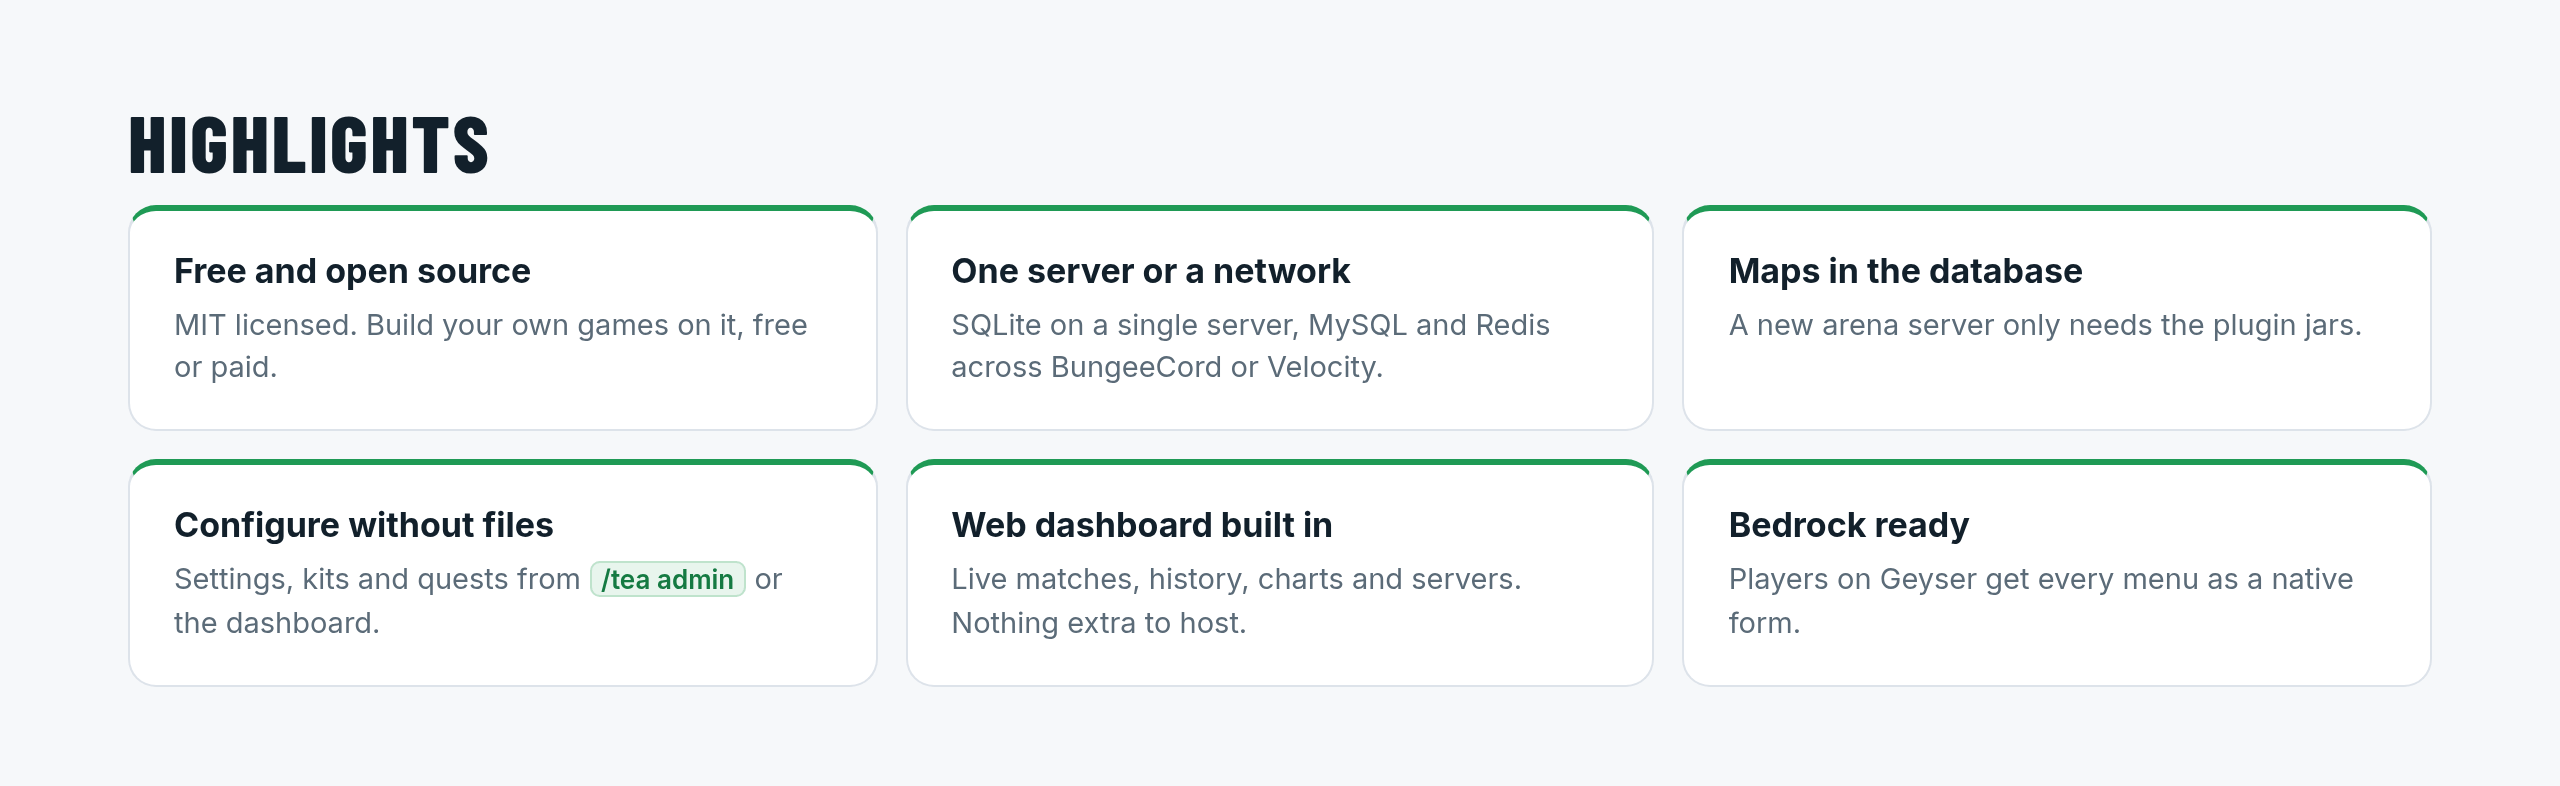 HIGHLIGHTS
Free and open source
MIT licensed. Build your own games on it, free
or paid.
One server or a network
SQLite on a single server, MySQL and Redis
across BungeeCord or Velocity.
Maps in the database
A new arena server only needs the plugin jars.
Configure without files
Settings, kits and quests from /tea admin or
the dashboard.
Web dashboard built in
Live matches, history, charts and servers.
Nothing extra to host.
Bedrock ready
Players on Geyser get every menu as a native
form.